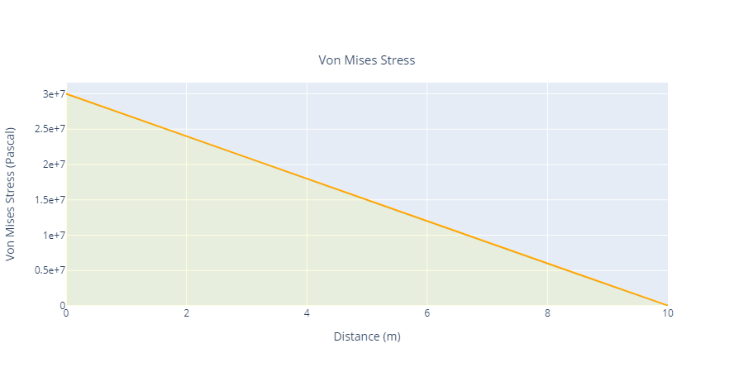 Von Mises Stress
Von Mises Stress (Pascal)
3e+7
2.5e+7
2e+7
1.5e+7
1e+7
0.5e+7
0
0 2 4 6 8 10
Distance (m)